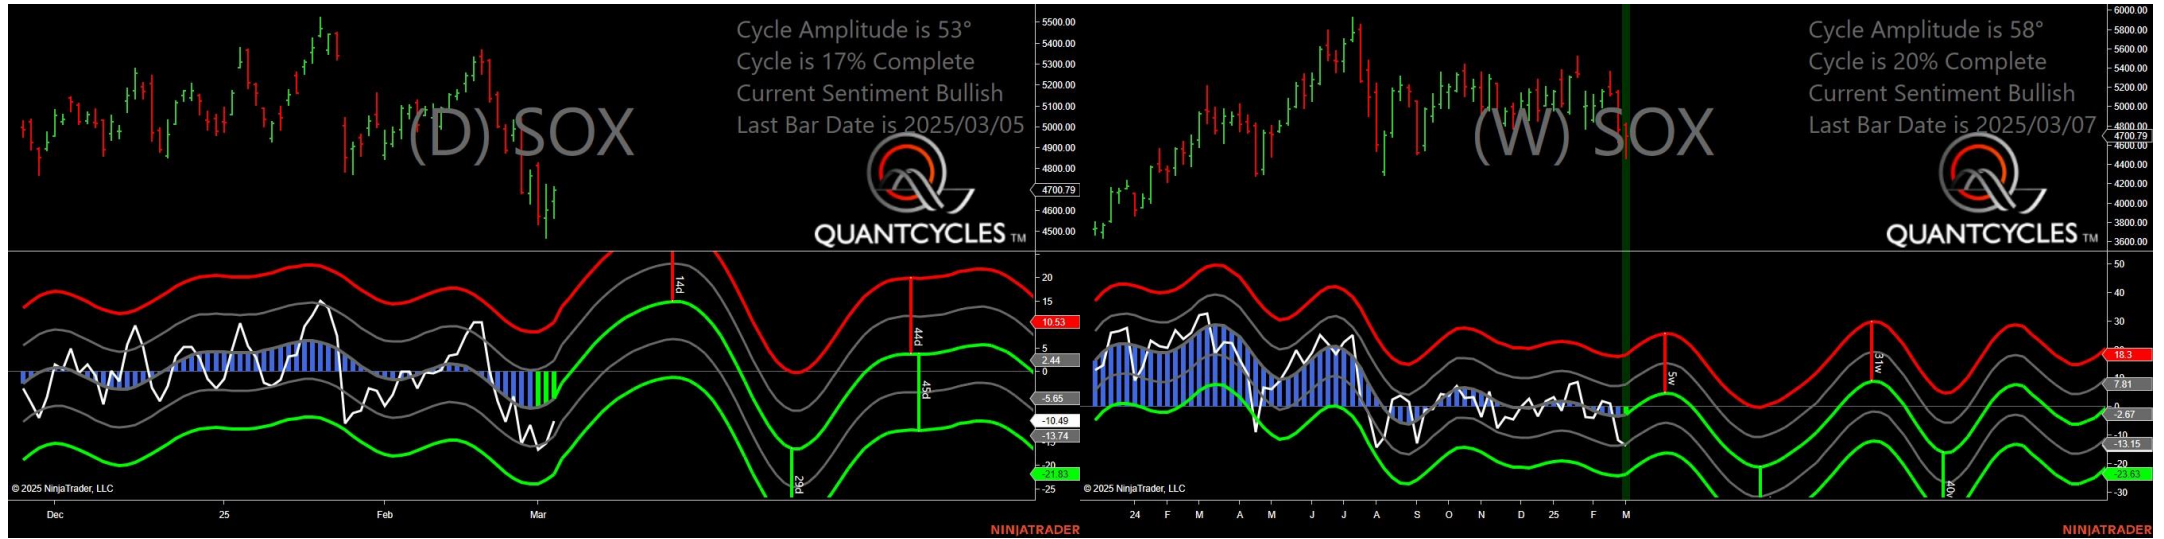 Cycle Amplitude is 53°
Cycle is 17% Complete
Current Sentiment Bullish
Last Bar Date is 2025/03/05
(D) SOX
QUANTCYCLES TM
5500.00
5400.00
5300.00
5200.00
5100.00
5000.00
4900.00
4800.00
4700.79
4600.00
4500.00
14d
44d
45d
29d
20
15
10.53
5
2.44
0
-5.65
-10.49
-13.74
-15
-20
-21.83
-25
© 2025 NinjaTrader, LLC
Dec 25 Feb Mar
NINJATRADER
Cycle Amplitude is 58°
Cycle is 20% Complete
Current Sentiment Bullish
Last Bar Date is 2025/03/07
(W) SOX
QUANTCYCLES TM
6000.00
5800.00
5600.00
5400.00
5200.00
5000.00
4800.00
4700.79
4600.00
4400.00
4200.00
4000.00
3800.00
3600.00
5w
31w
50
40
30
18.3
10
7.81
0
-2.67
-10
-13.15
-20
-23.63
-30
© 2025 NinjaTrader, LLC
24 F M A M J J A S O N D 25 F M
NINJATRADER